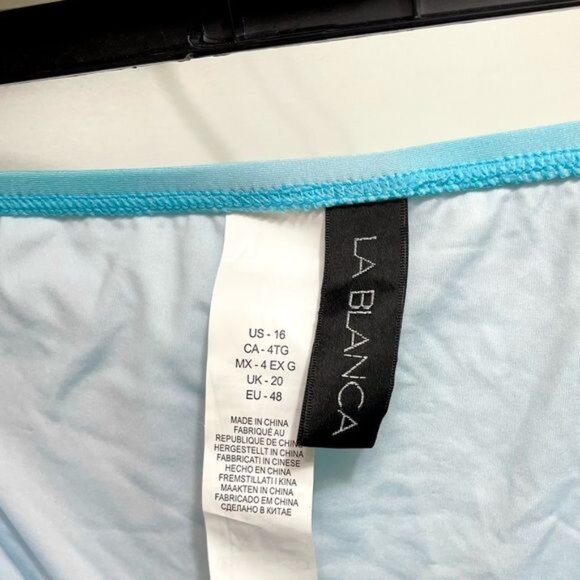 US - 16
CA - 4TG
MX - 4 EX G
UK - 20
EU - 48
MADE IN CHINA
FABRIQUÉ AU
REPUBLIQUE DE CHINE
HERGESTELLT IN CHINA
FABBRICATI IN CINESE
HECHO EN CHINA
FREMSTILLATI I KINA
MAAKTEN IN CHINA
FABRICADO EM CHINA
СДЕЛАНО В КИТАЕ
LA BLANCA